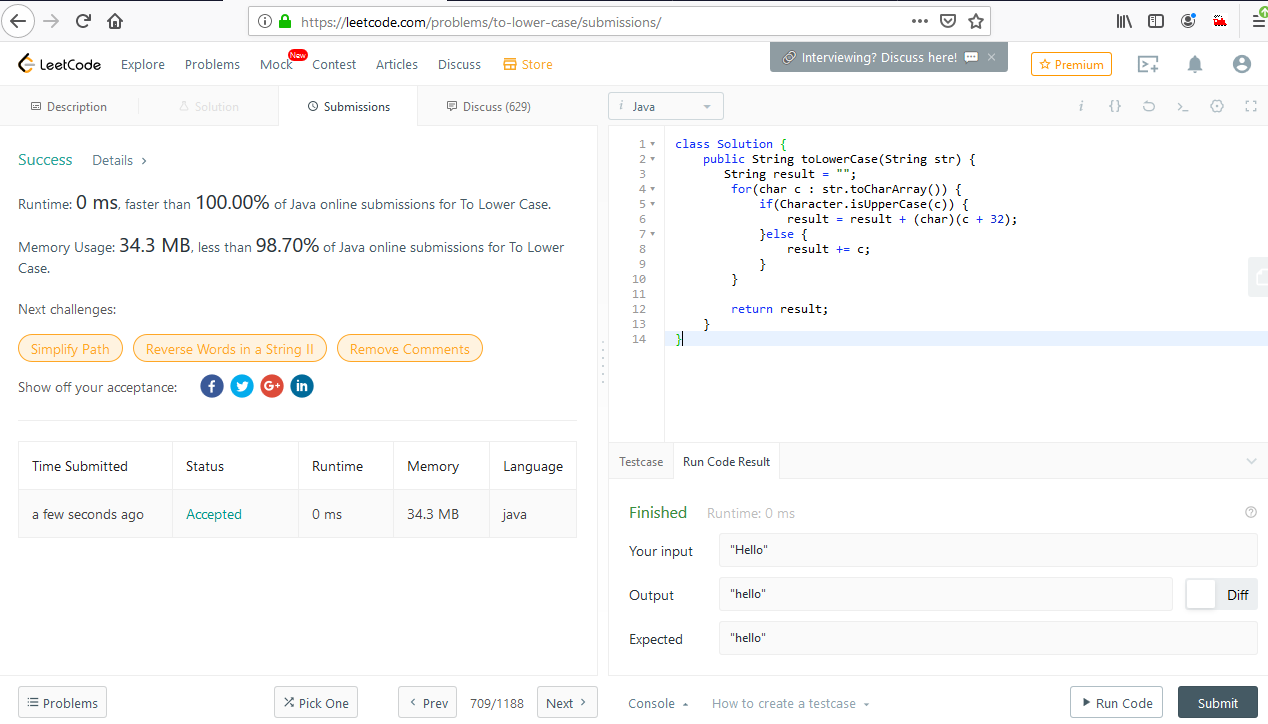 https://leetcode.com/problems/to-lower-case/submissions/
LeetCode Explore Problems Mock New Contest Articles Discuss Store Interviewing? Discuss here! Premium
Description Solution Submissions Discuss (629)
Success Details
Runtime: 0 ms, faster than 100.00% of Java online submissions for To Lower Case.
Memory Usage: 34.3 MB, less than 98.70% of Java online submissions for To Lower
Case.
Next challenges:
Simplify Path Reverse Words in a String II Remove Comments
Show off your acceptance:
Time Submitted Status Runtime Memory Language
a few seconds ago Accepted 0 ms 34.3 MB java
Problems Pick One Prev 709/1188 Next
i Java
1 class Solution {
2     public String toLowerCase(String str) {
3        String result = "";
4         for(char c : str.toCharArray()) {
5             if(Character.isUpperCase(c)) {
6                 result = result + (char)(c + 32);
7             }else {
8                 result += c;
9             }
10         }
11
12         return result;
13     }
14 }
Testcase Run Code Result
Finished Runtime: 0 ms
Your input "Hello"
Output "hello" Diff
Expected "hello"
Console How to create a testcase Run Code Submit